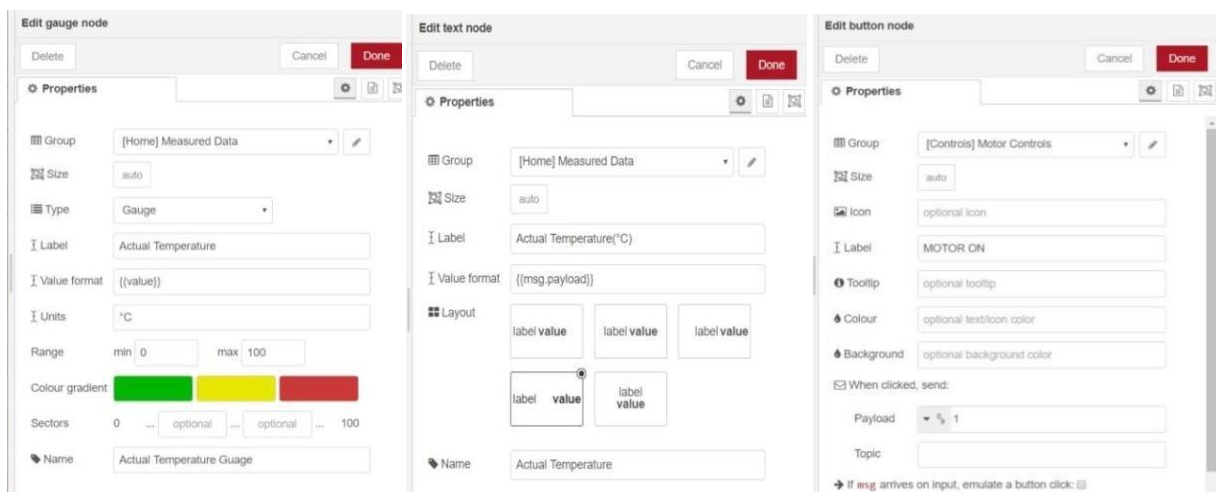 Edit gauge node
Delete
Cancel
Done
Properties
Group
[Home] Measured Data
Size
auto
Type
Gauge
Label
Actual Temperature
Value format
{{value}}
Units
°C
Range
min 0
max 100
Colour gradient
Sectors
0 ... optional ... optional ... 100
Name
Actual Temperature Guage
Edit text node
Delete
Cancel
Done
Properties
Group
[Home] Measured Data
Size
auto
Label
Actual Temperature(°C)
Value format
{{msg.payload}}
Layout
label value
label value
label value
label value
label
value
Name
Actual Temperature
Edit button node
Delete
Cancel
Done
Properties
Group
[Controls] Motor Controls
Size
auto
Icon
optional icon
Label
MOTOR ON
Tooltip
optional tooltip
Colour
optional text/icon color
Background
optional background color
When clicked, send:
Payload
1
Topic
If msg arrives on input, emulate a button click: